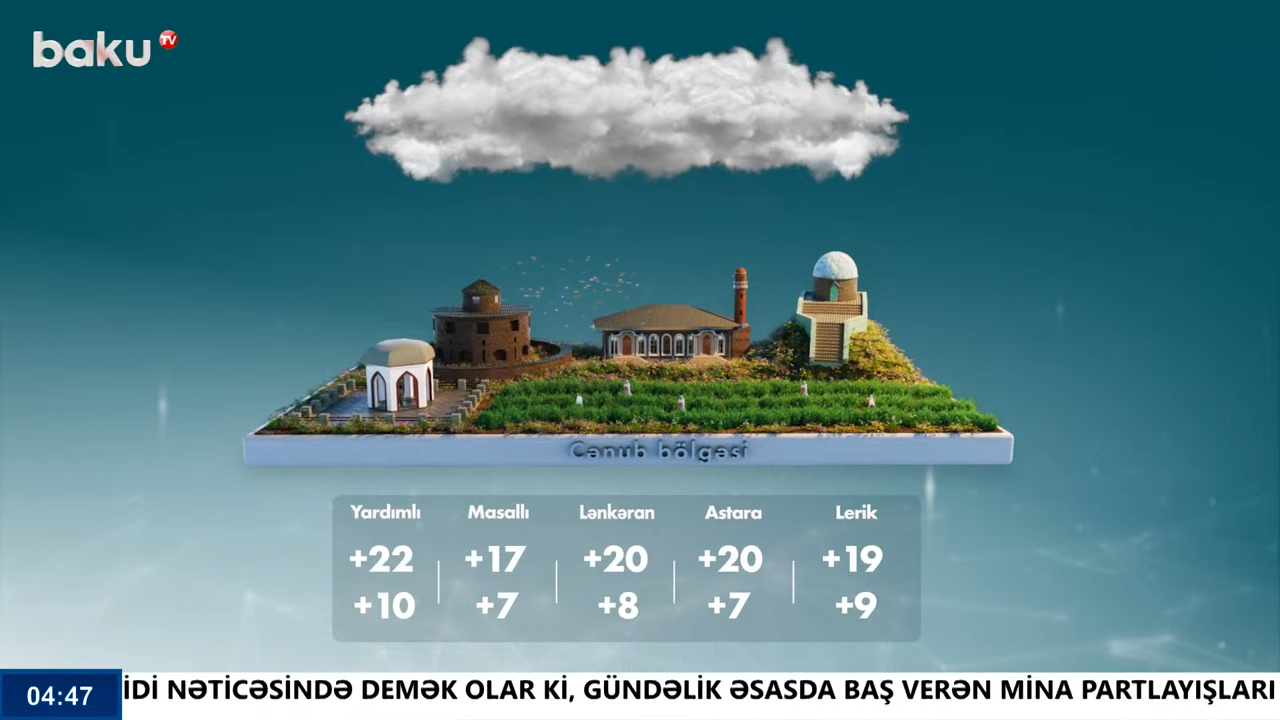 baku TV
Cənub bölgəsi
Yardımlı Masallı Lənkəran Astara Lerik
+22 +17 +20 +20 +19
+10 +7 +8 +7 +9
04:47 İDİ NƏTİCƏSİNDƏ DEMƏK OLAR Kİ, GÜNDƏLİK ƏSASDA BAŞ VERƏN MİNA PARTLAYIŞLARI